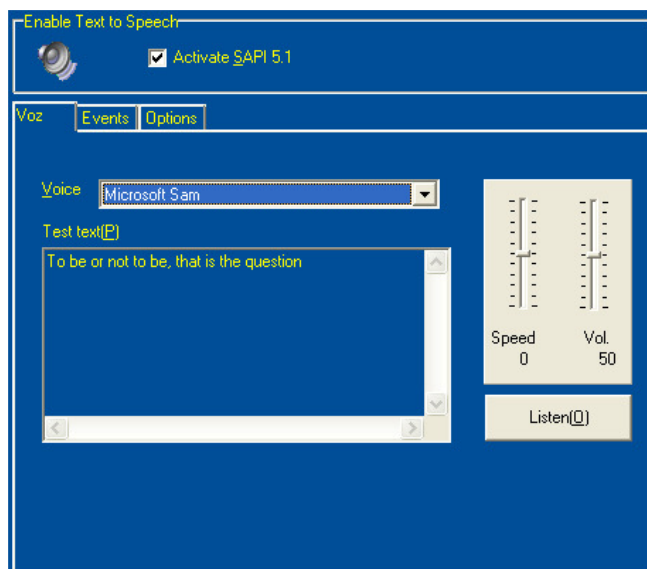 Enable Text to Speech
Activate SAPI 5.1
Voz Events Options
Voice Microsoft Sam
Test text(P)
To be or not to be, that is the question
Speed Vol.
0 50
Listen(O)